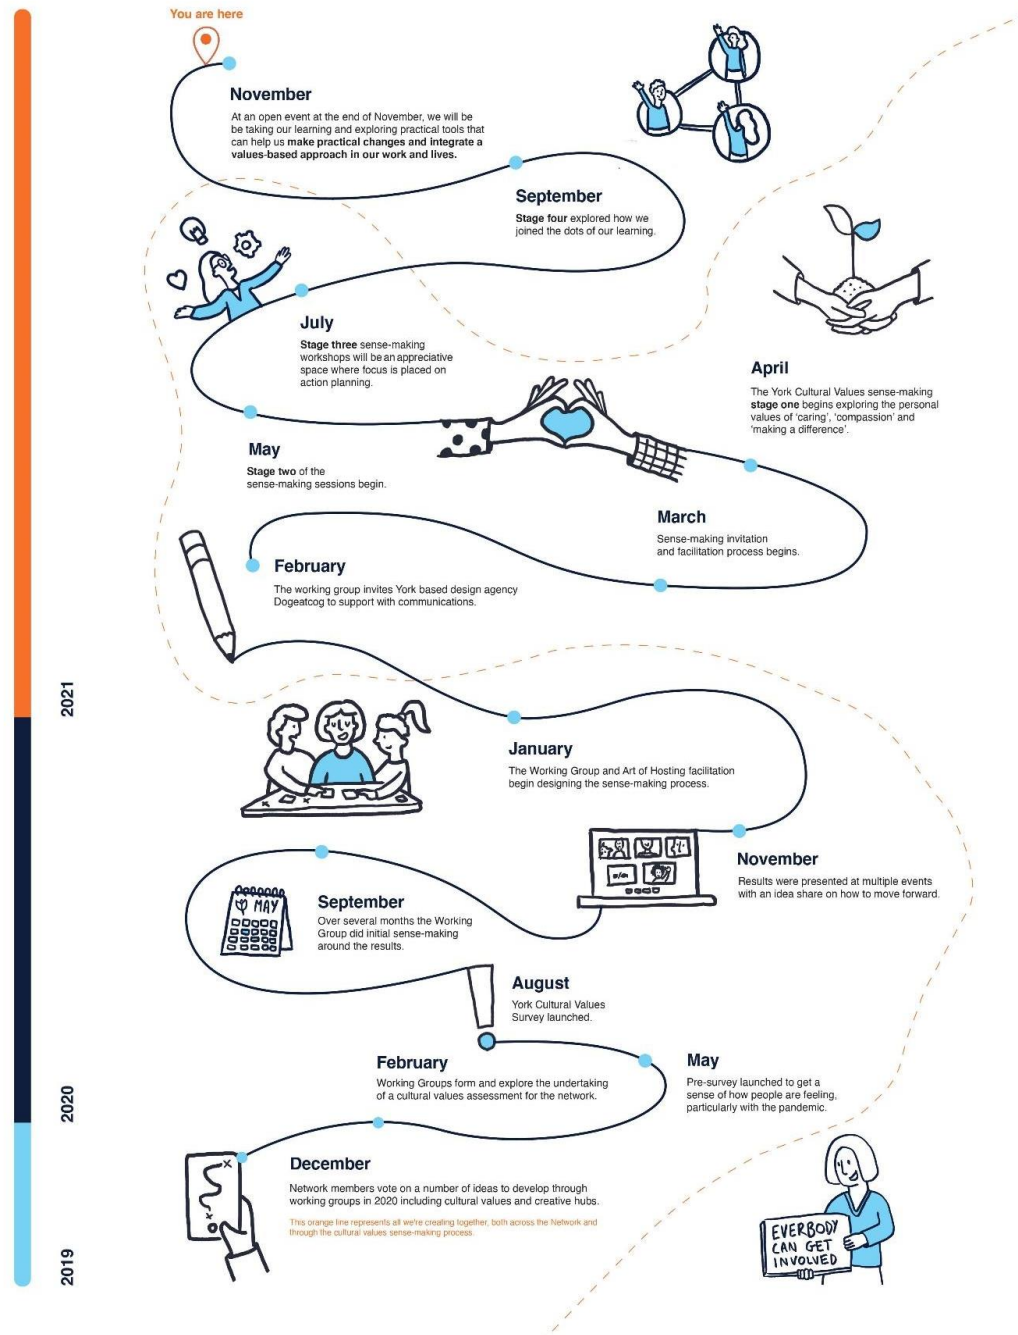 You are here
November
At an open event at the end of November, we will be
be taking our learning and exploring practical tools that
can help us make practical changes and integrate a
values-based approach in our work and lives.
September
Stage four explored how we
joined the dots of our learning.
July
Stage three sense-making
workshops will be an appreciative
space where focus is placed on
action planning.
April
The York Cultural Values sense-making
stage one begins exploring the personal
values of ‘caring’, ‘compassion’ and
‘making a difference’.
May
Stage two of the
sense-making sessions begin.
March
Sense-making invitation
and facilitation process begins.
February
The working group invites York based design agency
Dogeatcog to support with communications.
2021
January
The Working Group and Art of Hosting facilitation
begin designing the sense-making process.
November
Results were presented at multiple events
with an idea share on how to move forward.
MAY
September
Over several months the Working
Group did initial sense-making
around the results.
August
York Cultural Values
Survey launched.
February
Working Groups form and explore the undertaking
of a cultural values assessment for the network.
May
Pre-survey launched to get a
sense of how people are feeling,
particularly with the pandemic.
2020
December
Network members vote on a number of ideas to develop through
working groups in 2020 including cultural values and creative hubs.
This orange line represents all we're creating together, both across the Network and
through the cultural values sense-making process.
EVERBODY
CAN GET
INVOLVED
2019